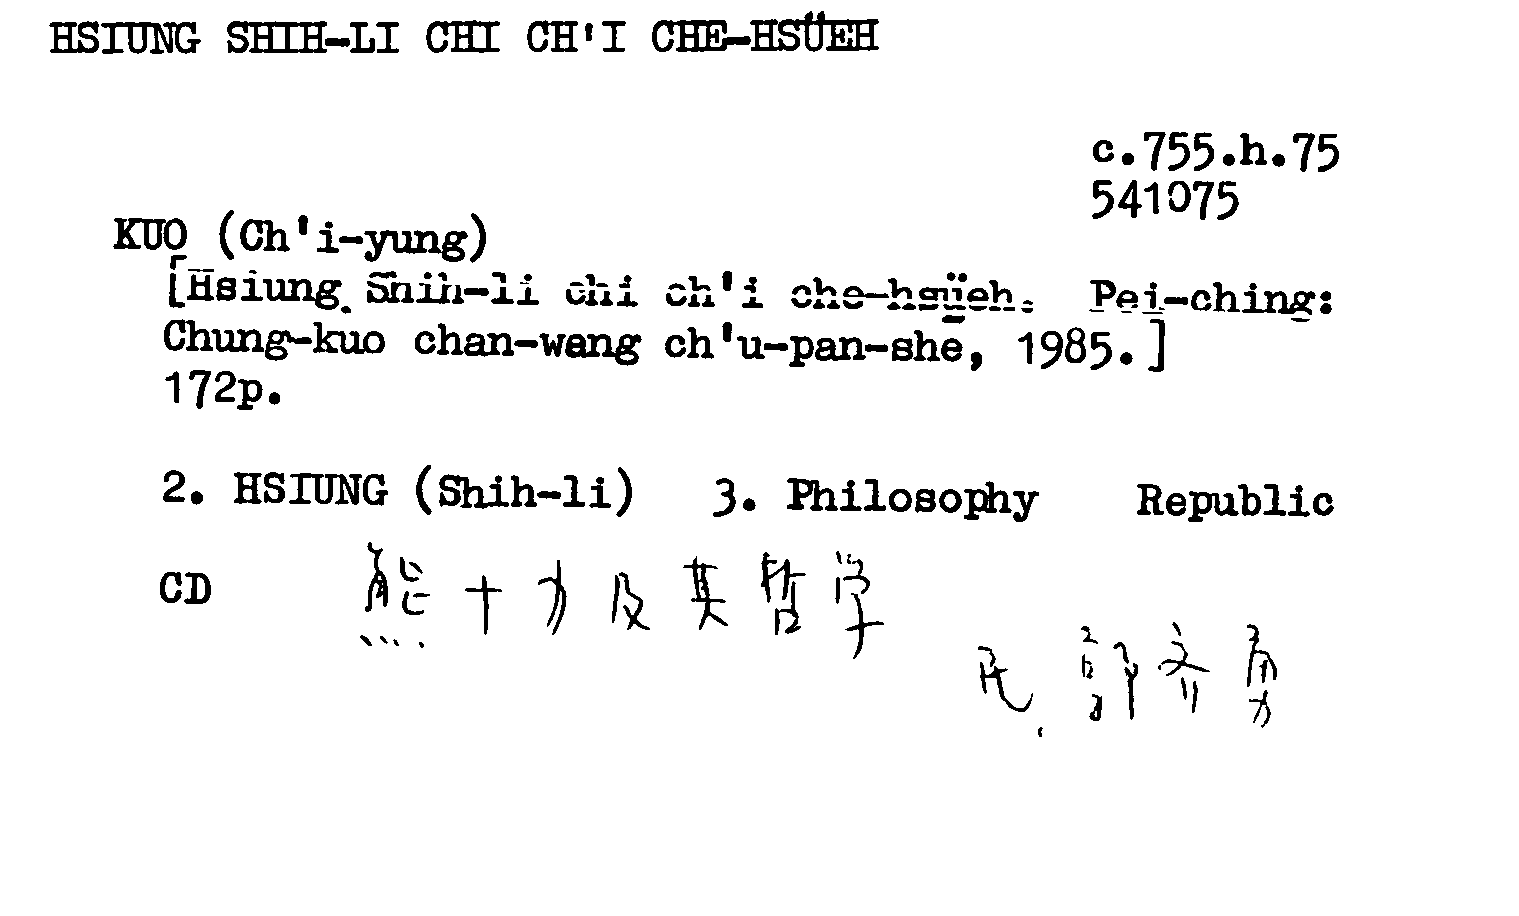 HSIUNG SHIH-LI CHI CH'I CHE-HSÜEH
c.755.h.75
541075
KUO (Ch'i-yung)
[Hsiung Shih-li chi ch'i che-hsüeh. Pei-ching:
Chung-kuo chan-wang ch'u-pan-she, 1985.]
172p.
2. HSIUNG (Shih-li) 3. Philosophy Republic
CD 熊十力及其哲学
民. 郭齐勇